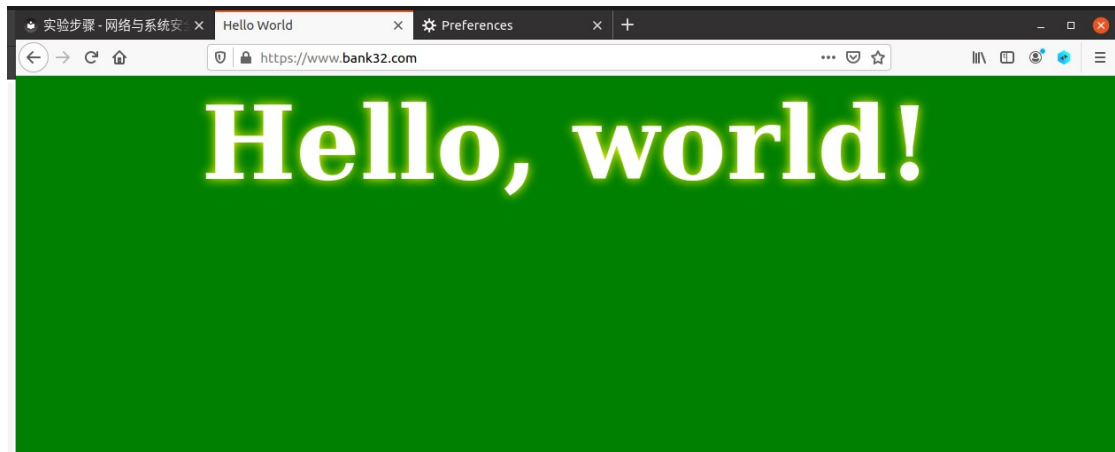 实验步骤 - 网络与系统安全
Hello World
Preferences
https://www.bank32.com
Hello, world!